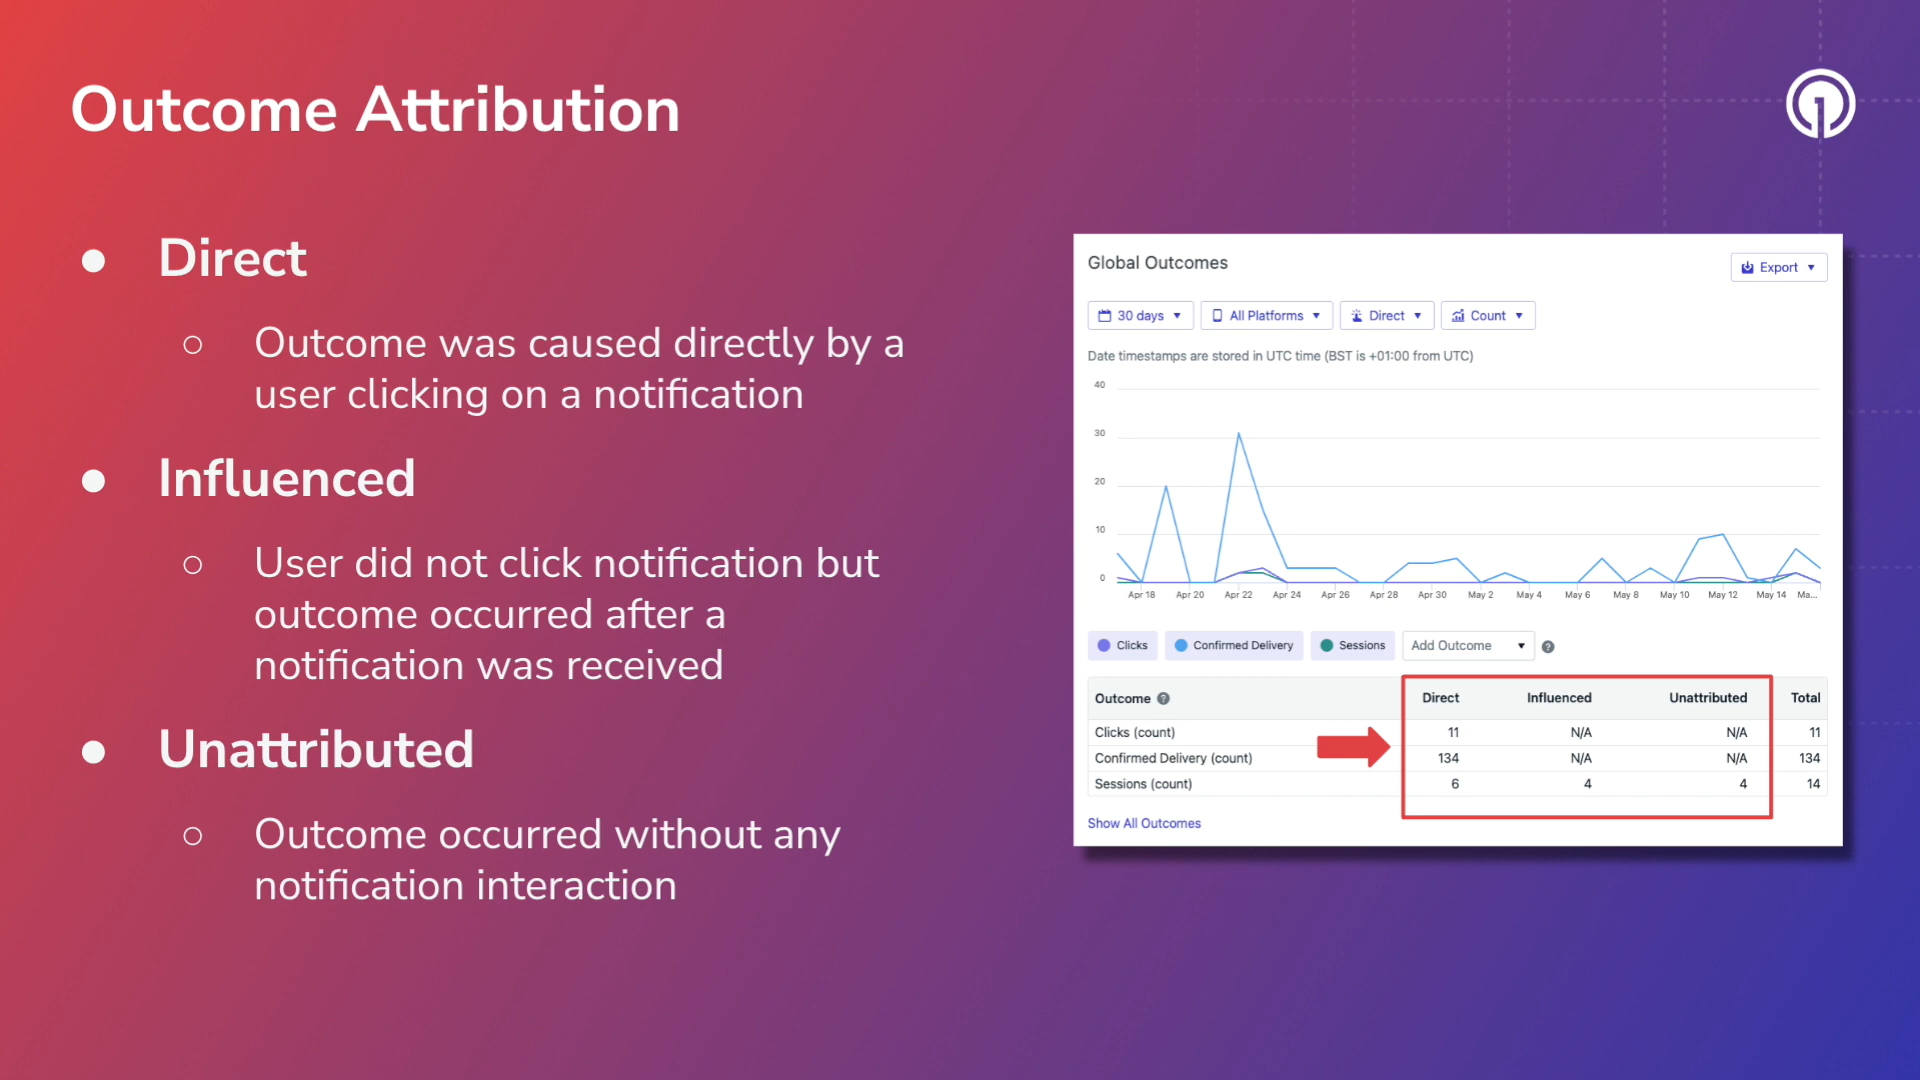 Outcome Attribution
● Direct
○ Outcome was caused directly by a
user clicking on a notification
● Influenced
○ User did not click notification but
outcome occurred after a
notification was received
● Unattributed
○ Outcome occurred without any
notification interaction
Global Outcomes
Export
30 days All Platforms Direct Count
Date timestamps are stored in UTC time (BST is +01:00 from UTC)
40
30
20
10
0
Apr 18 Apr 20 Apr 22 Apr 24 Apr 26 Apr 28 Apr 30 May 2 May 4 May 6 May 8 May 10 May 12 May 14 Ma...
Clicks Confirmed Delivery Sessions Add Outcome ?
Outcome ? Direct Influenced Unattributed Total
Clicks (count) 11 N/A N/A 11
Confirmed Delivery (count) 134 N/A N/A 134
Sessions (count) 6 4 4 14
Show All Outcomes